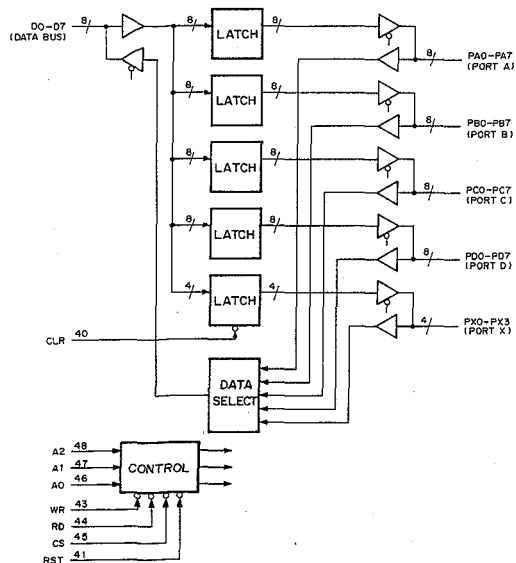 DO-D7 8
(DATA BUS)
8 LATCH 8
8 PA0-PA7
(PORT A)
8 LATCH 8
8 PB0-PB7
(PORT B)
8 LATCH 8
8 PC0-PC7
(PORT C)
8 LATCH 8
8 PD0-PD7
(PORT D)
4 LATCH 4
4 PX0-PX3
(PORT X)
CLR 40
DATA
SELECT
A2 48
A1 47
A0 46
CONTROL
WR 43
RD 44
CS 45
RST 41